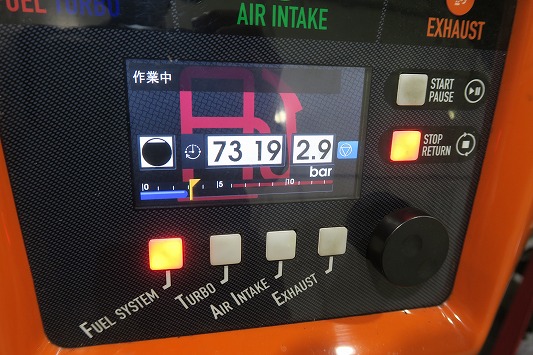 FUEL TURBO
AIR INTAKE
EXHAUST
作業中
73 19 2.9
bar
0 5 10
START
PAUSE
STOP
RETURN
FUEL SYSTEM
TURBO
AIR INTAKE
EXHAUST